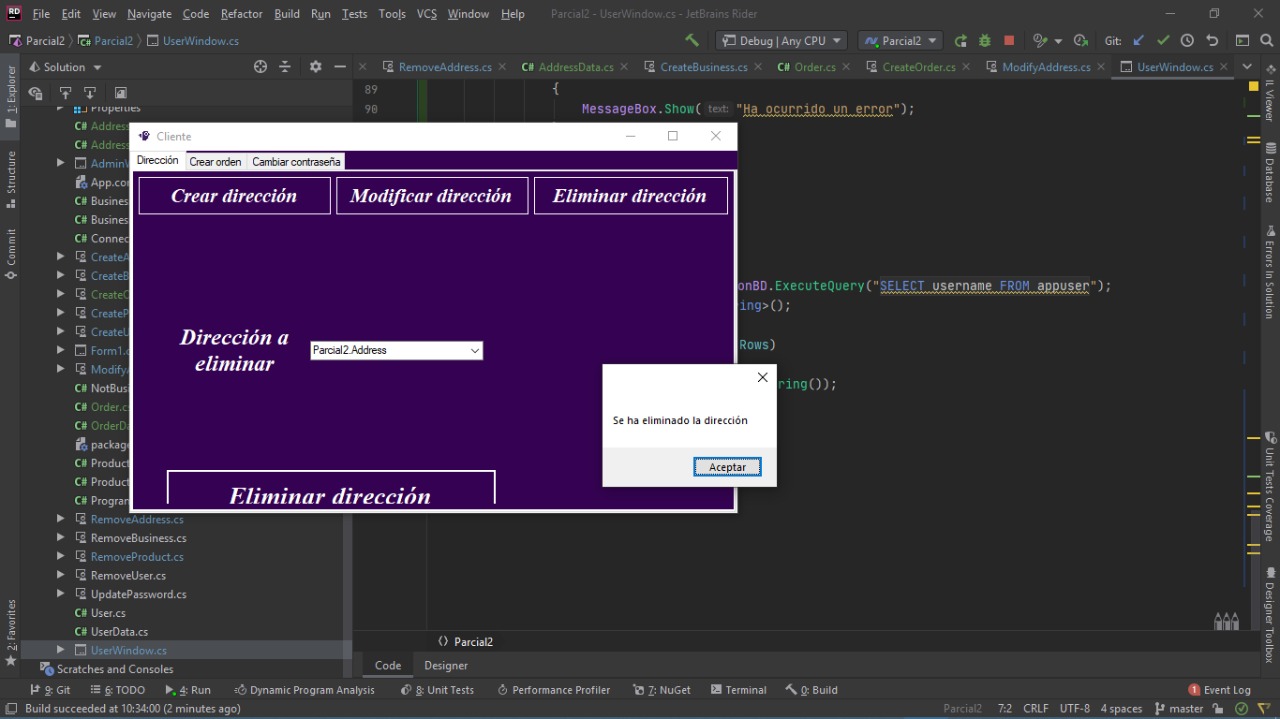 RD File Edit View Navigate Code Refactor Build Run Tests Tools VCS Window Help Parcial2 - UserWindow.cs - JetBrains Rider
Parcial2 Parcial2 UserWindow.cs Debug | Any CPU Parcial2 Git:
Solution RemoveAddress.cs C# AddressData.cs CreateBusiness.cs C# Order.cs CreateOrder.cs ModifyAddress.cs UserWindow.cs
1: Explorer
Structure
Commit
2: Favorites
Properties
C# Address
C# Address
AdminW
App.con
C# Busines
C# Busines
C# Connec
CreateA
CreateB
CreateO
CreateP
CreateU
Form1.c
ModifyA
C# NotBusi
C# Order.c
C# OrderDa
package
C# Product
C# Product
C# Program
RemoveAddress.cs
RemoveBusiness.cs
RemoveProduct.cs
RemoveUser.cs
UpdatePassword.cs
C# User.cs
C# UserData.cs
UserWindow.cs
Scratches and Consoles
89 {
90 MessageBox.Show( text: "Ha ocurrido un error");
onBD.ExecuteQuery("SELECT username FROM appuser");
ing>();
Rows)
ring());
Cliente
Dirección Crear orden Cambiar contraseña
Crear dirección Modificar dirección Eliminar dirección
Dirección a
eliminar
Parcial2.Address
Eliminar dirección
Se ha eliminado la dirección
Aceptar
IL Viewer
Database
Errors In Solution
Unit Tests Coverage
Designer Toolbox
Parcial2
Code Designer
9: Git 6: TODO 4: Run Dynamic Program Analysis 8: Unit Tests Performance Profiler 7: NuGet Terminal 0: Build 1 Event Log
Build succeeded at 10:34:00 (2 minutes ago) Parcial2 7:2 CRLF UTF-8 4 spaces master